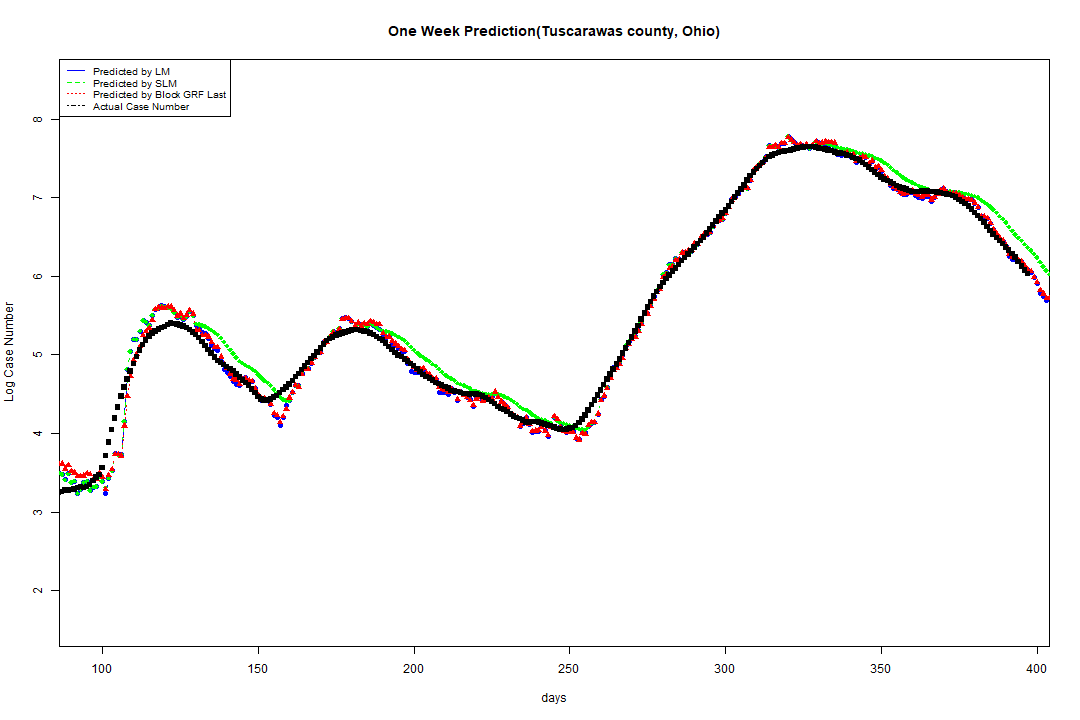 One Week Prediction(Tuscarawas county, Ohio)
Predicted by LM
Predicted by SLM
Predicted by Block GRF Last
Actual Case Number
Log Case Number
8
7
6
5
4
3
2
100 150 200 250 300 350 400
days